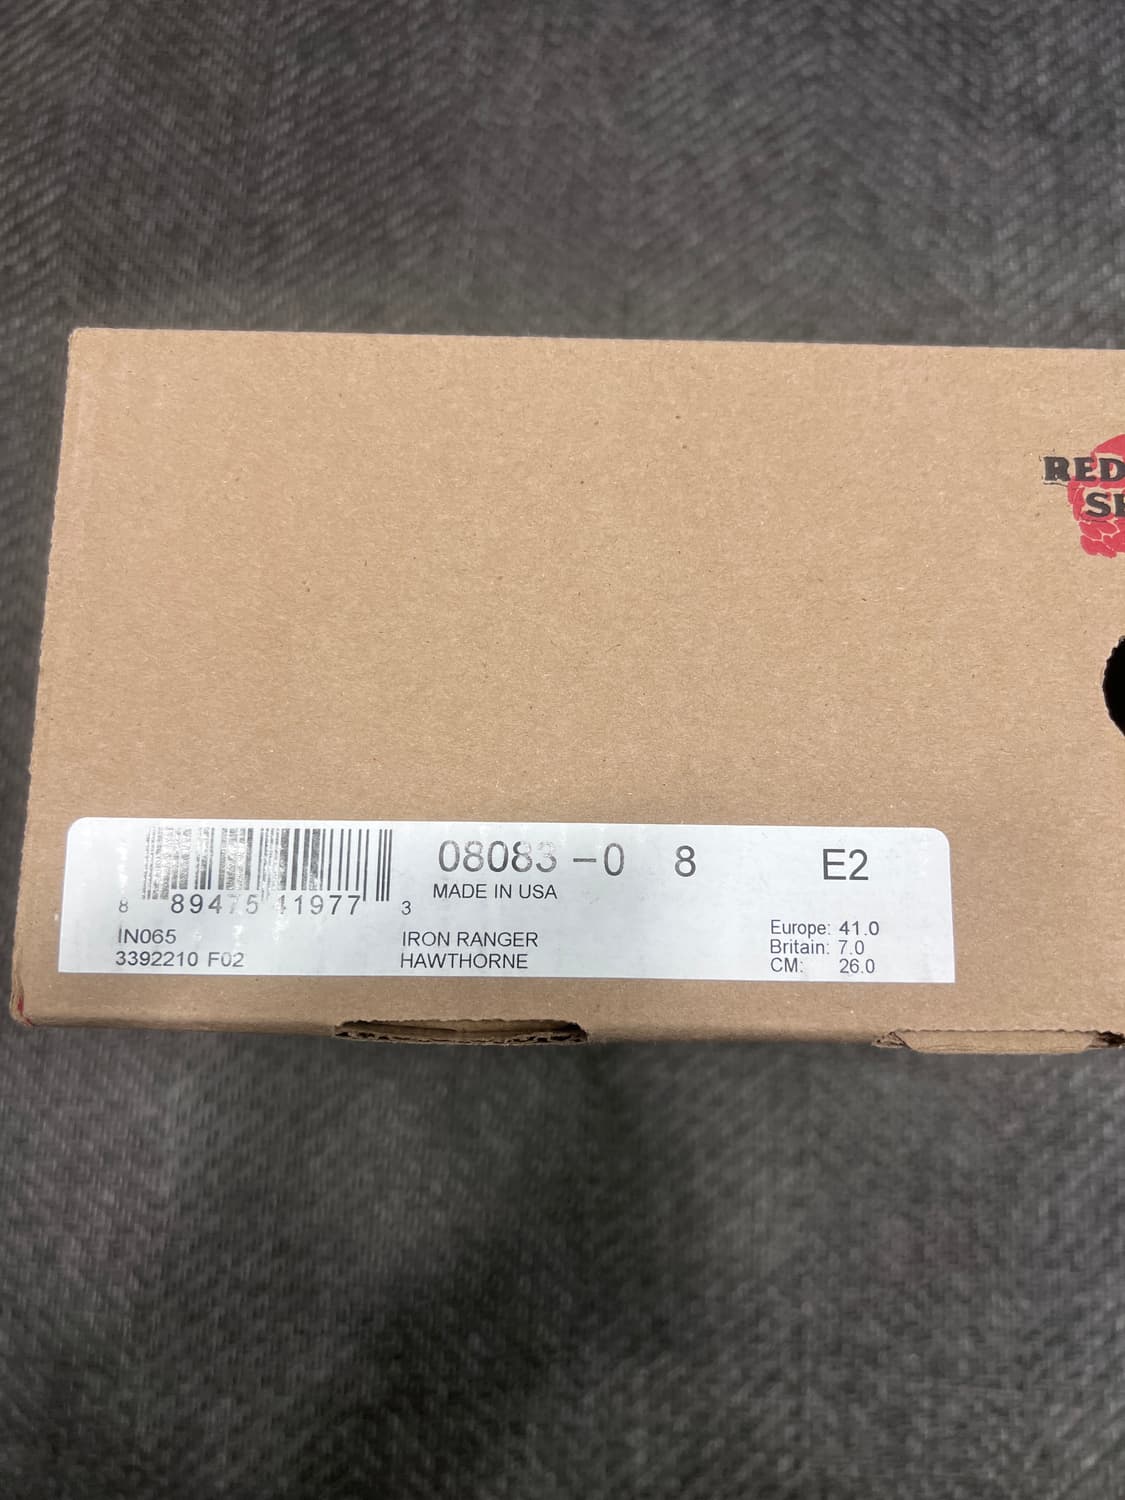 RED
08083 -0 8 E2
MADE IN USA
8 89475 41977 3
IN065
3392210 F02
IRON RANGER
HAWTHORNE
Europe: 41.0
Britain: 7.0
CM: 26.0